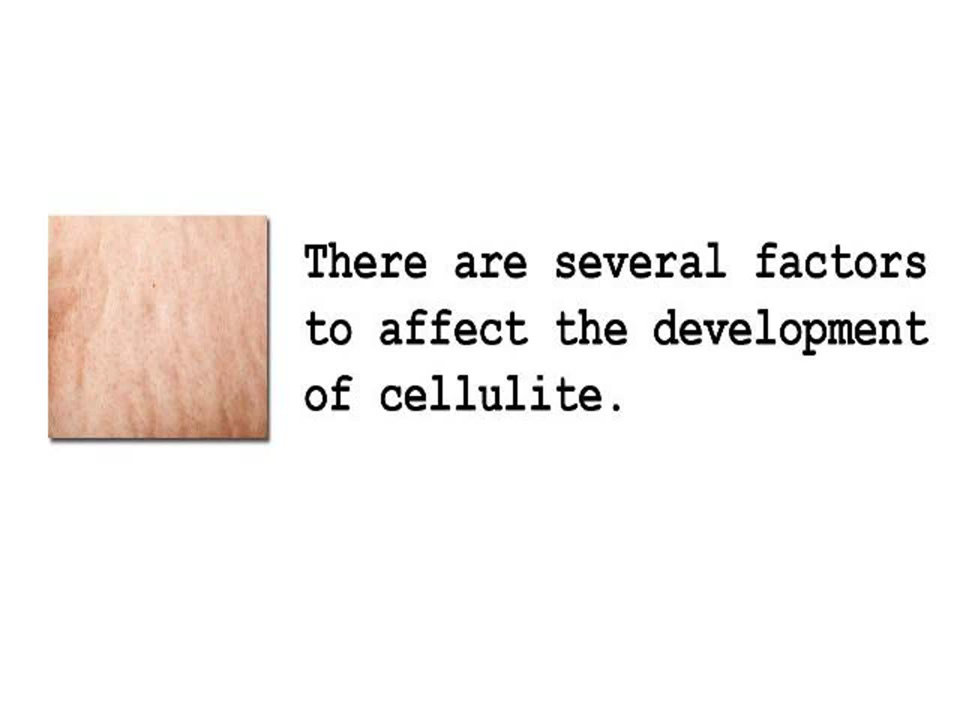 There are several factors
to affect the development
of cellulite.